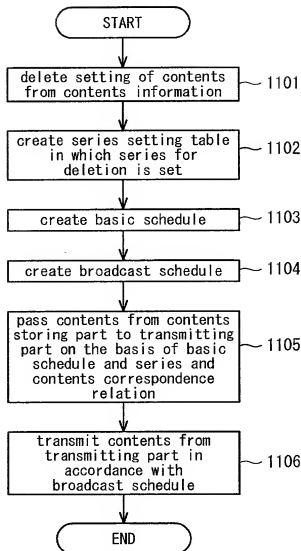 START
delete setting of contents
from contents information
1101
create series setting table
in which series for
deletion is set
1102
create basic schedule
1103
create broadcast schedule
1104
pass contents from contents
storing part to transmitting
part on the basis of basic
schedule and series and
contents correspondence
relation
1105
transmit contents from
transmitting part in
accordance with
broadcast schedule
1106
END